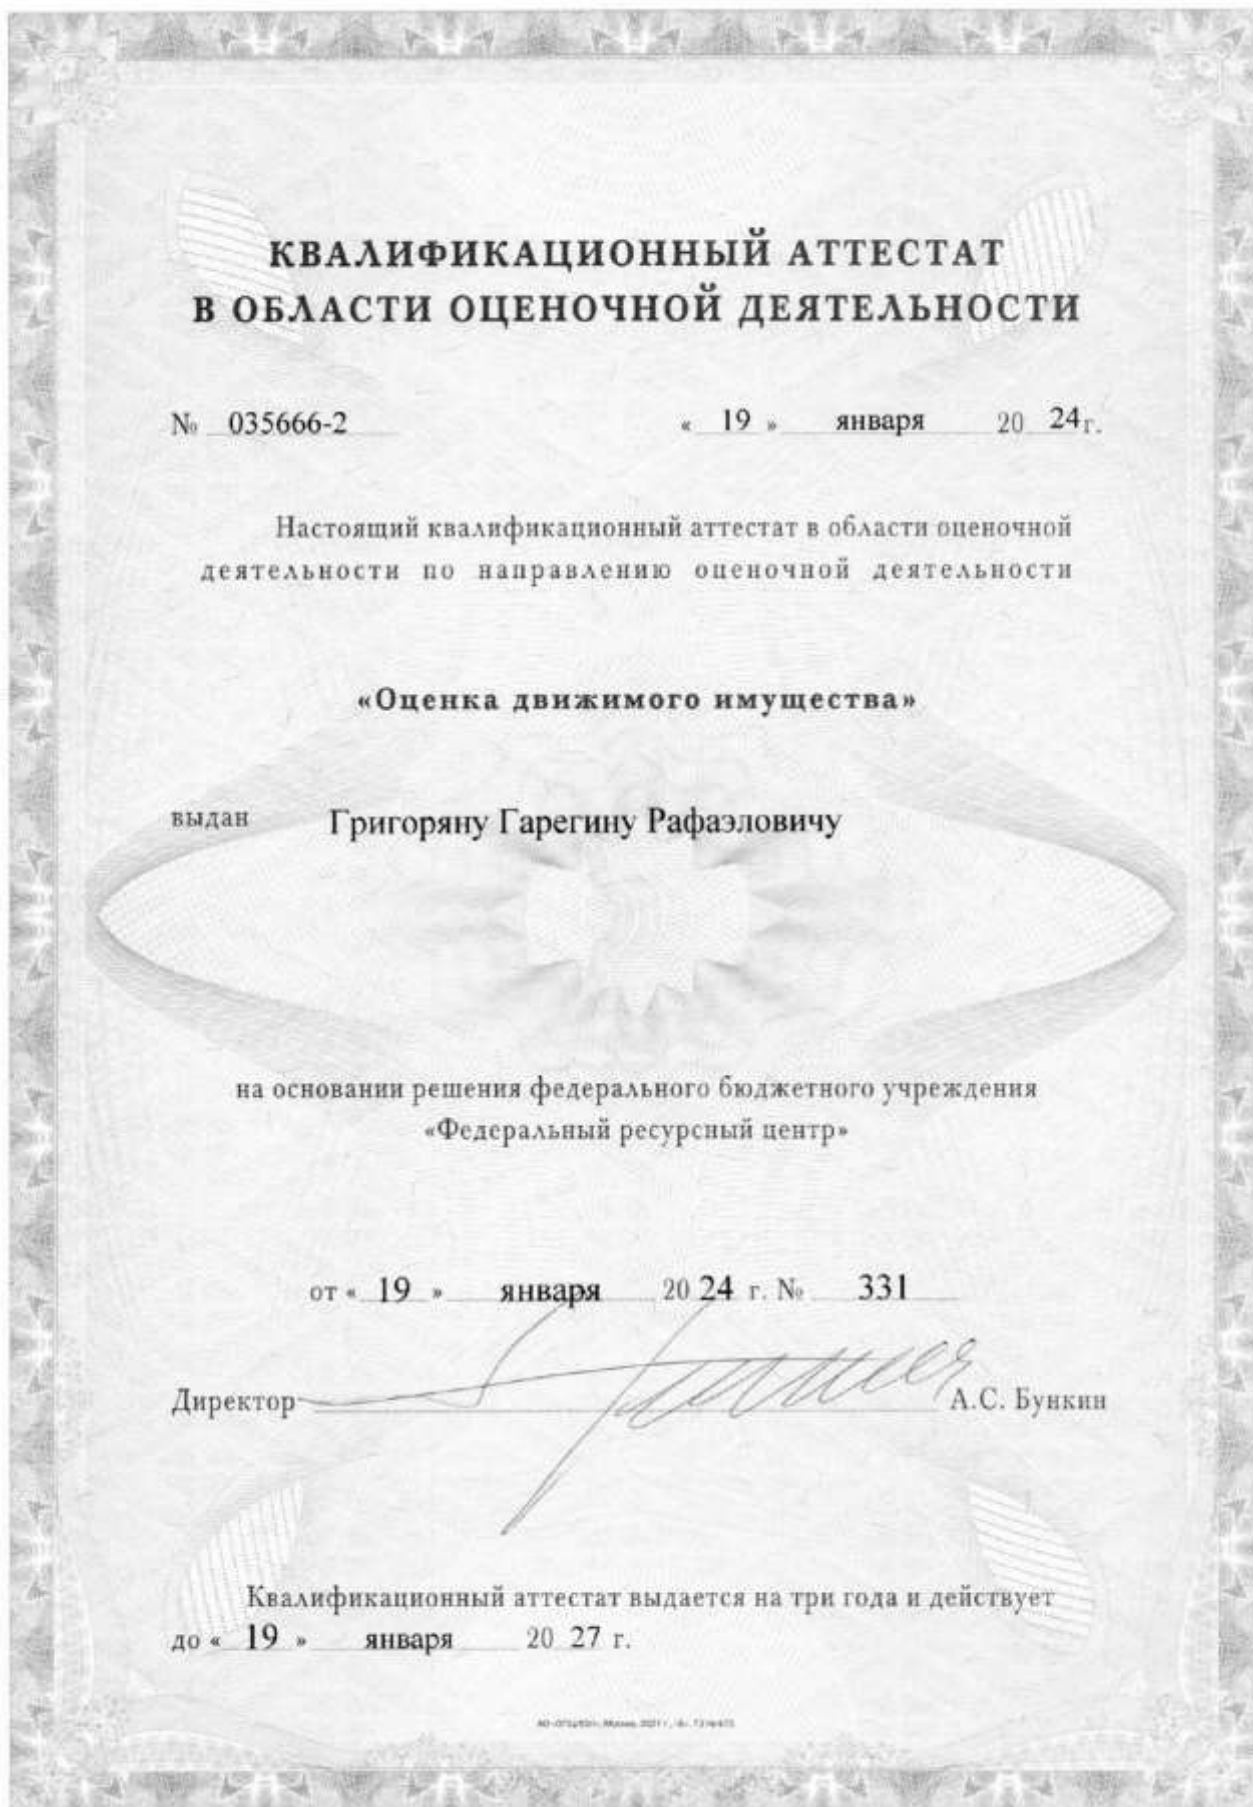 КВАЛИФИКАЦИОННЫЙ АТТЕСТАТ
В ОБЛАСТИ ОЦЕНОЧНОЙ ДЕЯТЕЛЬНОСТИ
№ 035666-2 « 19 » января 20 24 г.
Настоящий квалификационный аттестат в области оценочной
деятельности по направлению оценочной деятельности
«Оценка движимого имущества»
выдан Григоряну Гарегину Рафаэловичу
на основании решения федерального бюджетного учреждения
«Федеральный ресурсный центр»
от « 19 » января 20 24 г. № 331
Директор А.С. Бункин
Квалификационный аттестат выдается на три года и действует
до « 19 » января 20 27 г.